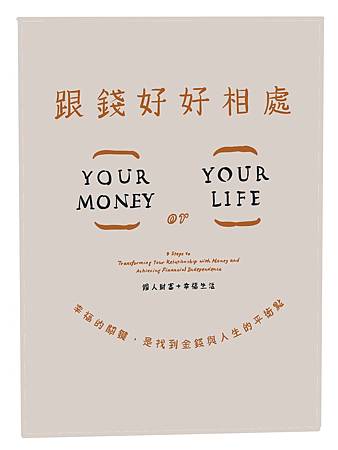 跟錢好好相處
YOUR MONEY
or
YOUR LIFE
9 Steps to
Transforming Your Relationship with Money and
Achieving Financial Independence
個人財富+幸福生活
幸福的關鍵，是找到金錢與人生的平衡點